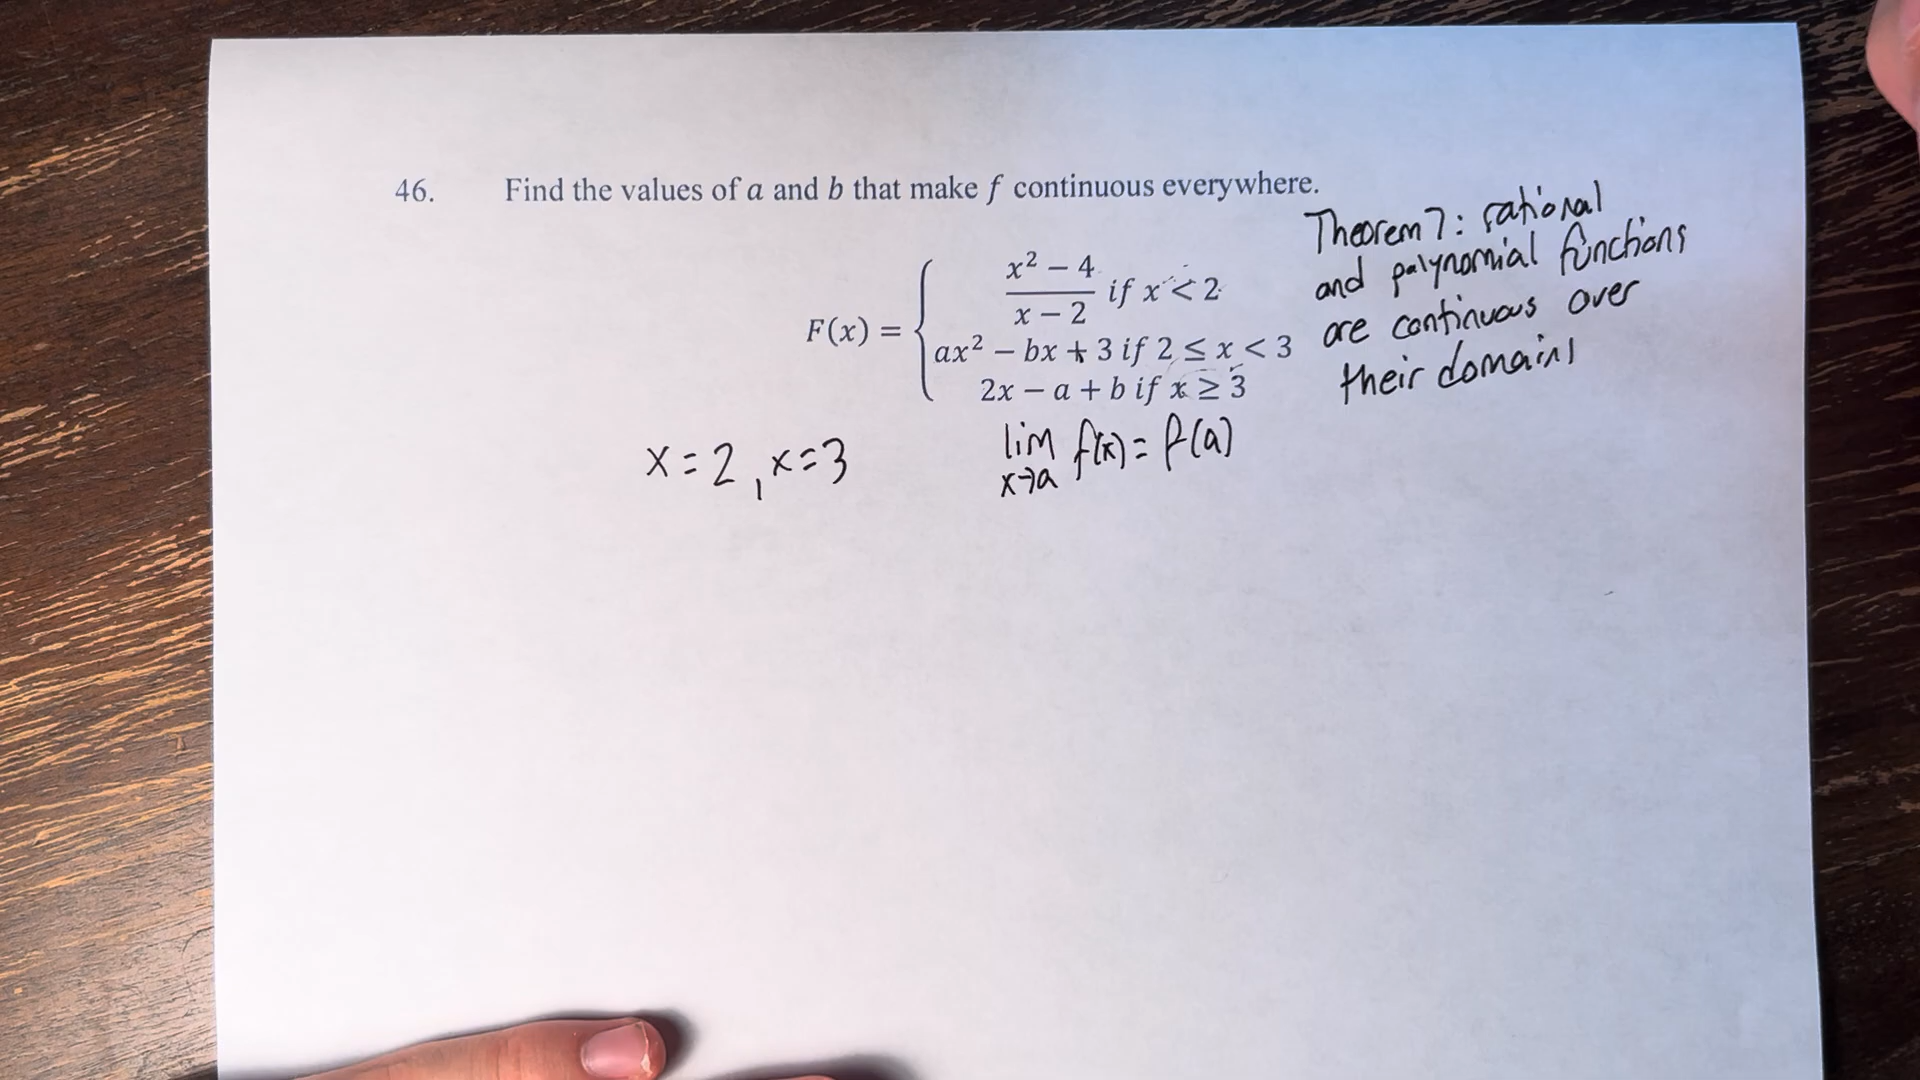 46. Find the values of a and b that make f continuous everywhere.
Theorem 7: rational
and polynomial functions
are continuous over
their domains
F(x) = { (x² − 4)/(x − 2) if x < 2
ax² − bx + 3 if 2 ≤ x < 3
2x − a + b if x ≥ 3
x = 2, x = 3
lim x→a f(x) = f(a)